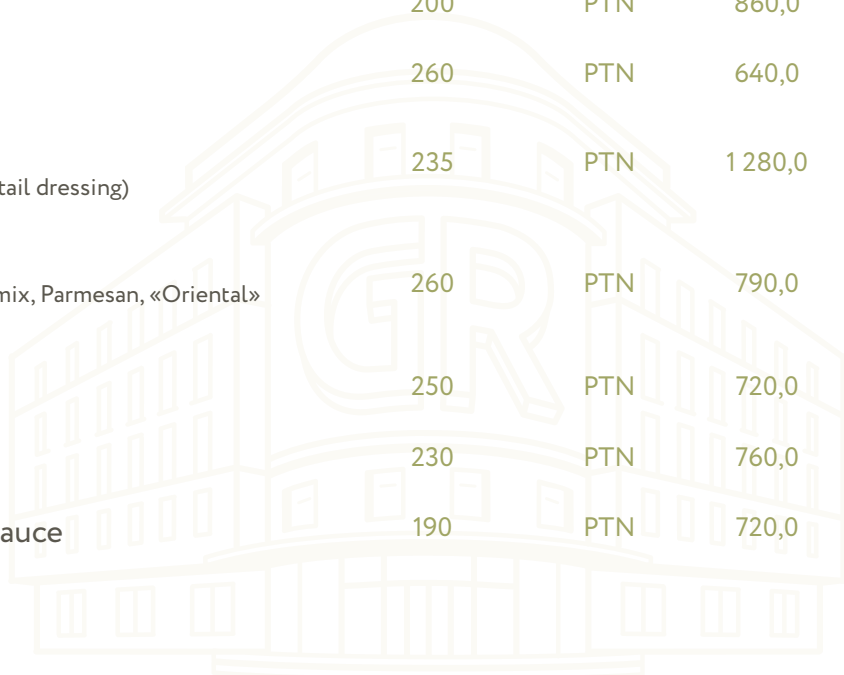 200 PTN 860,0
260 PTN 640,0
235 PTN 1 280,0
tail dressing)
260 PTN 790,0
mix, Parmesan, «Oriental»
250 PTN 720,0
230 PTN 760,0
190 PTN 720,0
auce
GR